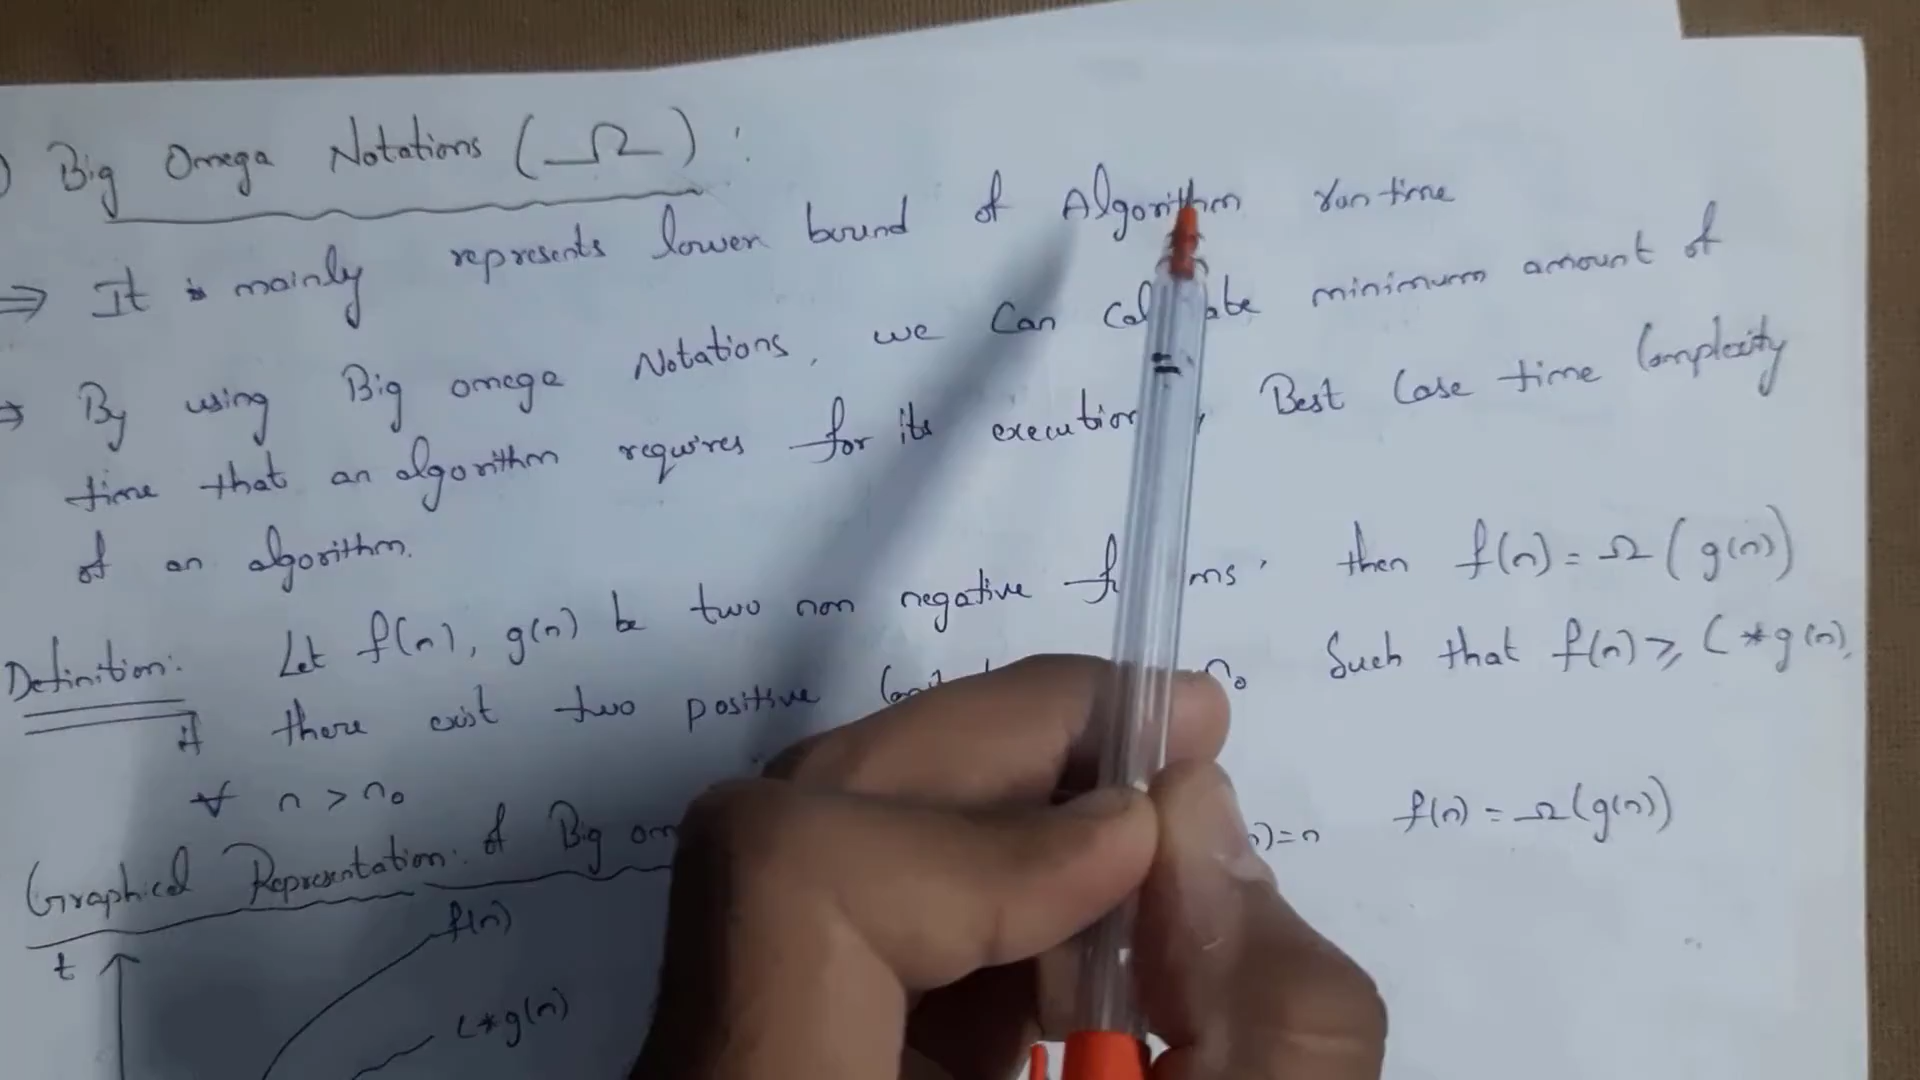 ) Big Omega Notations (Ω) :
⇒ It mainly represents lower bound of Algorithm run time
⇒ By using Big omega Notations, we can minimum amount of
time that an algorithm requires for its execution, Best Case time Complexity
of an algorithm.
Definition: Let f(n), g(n) be two non negative then f(n) = Ω (g(n))
if there exist two positive n₀ Such that f(n) ≥ C*g(n),
∀ n > n₀
Graphical Representation: of Big
)=n f(n) = Ω(g(n))
f(n)
t
C*g(n)